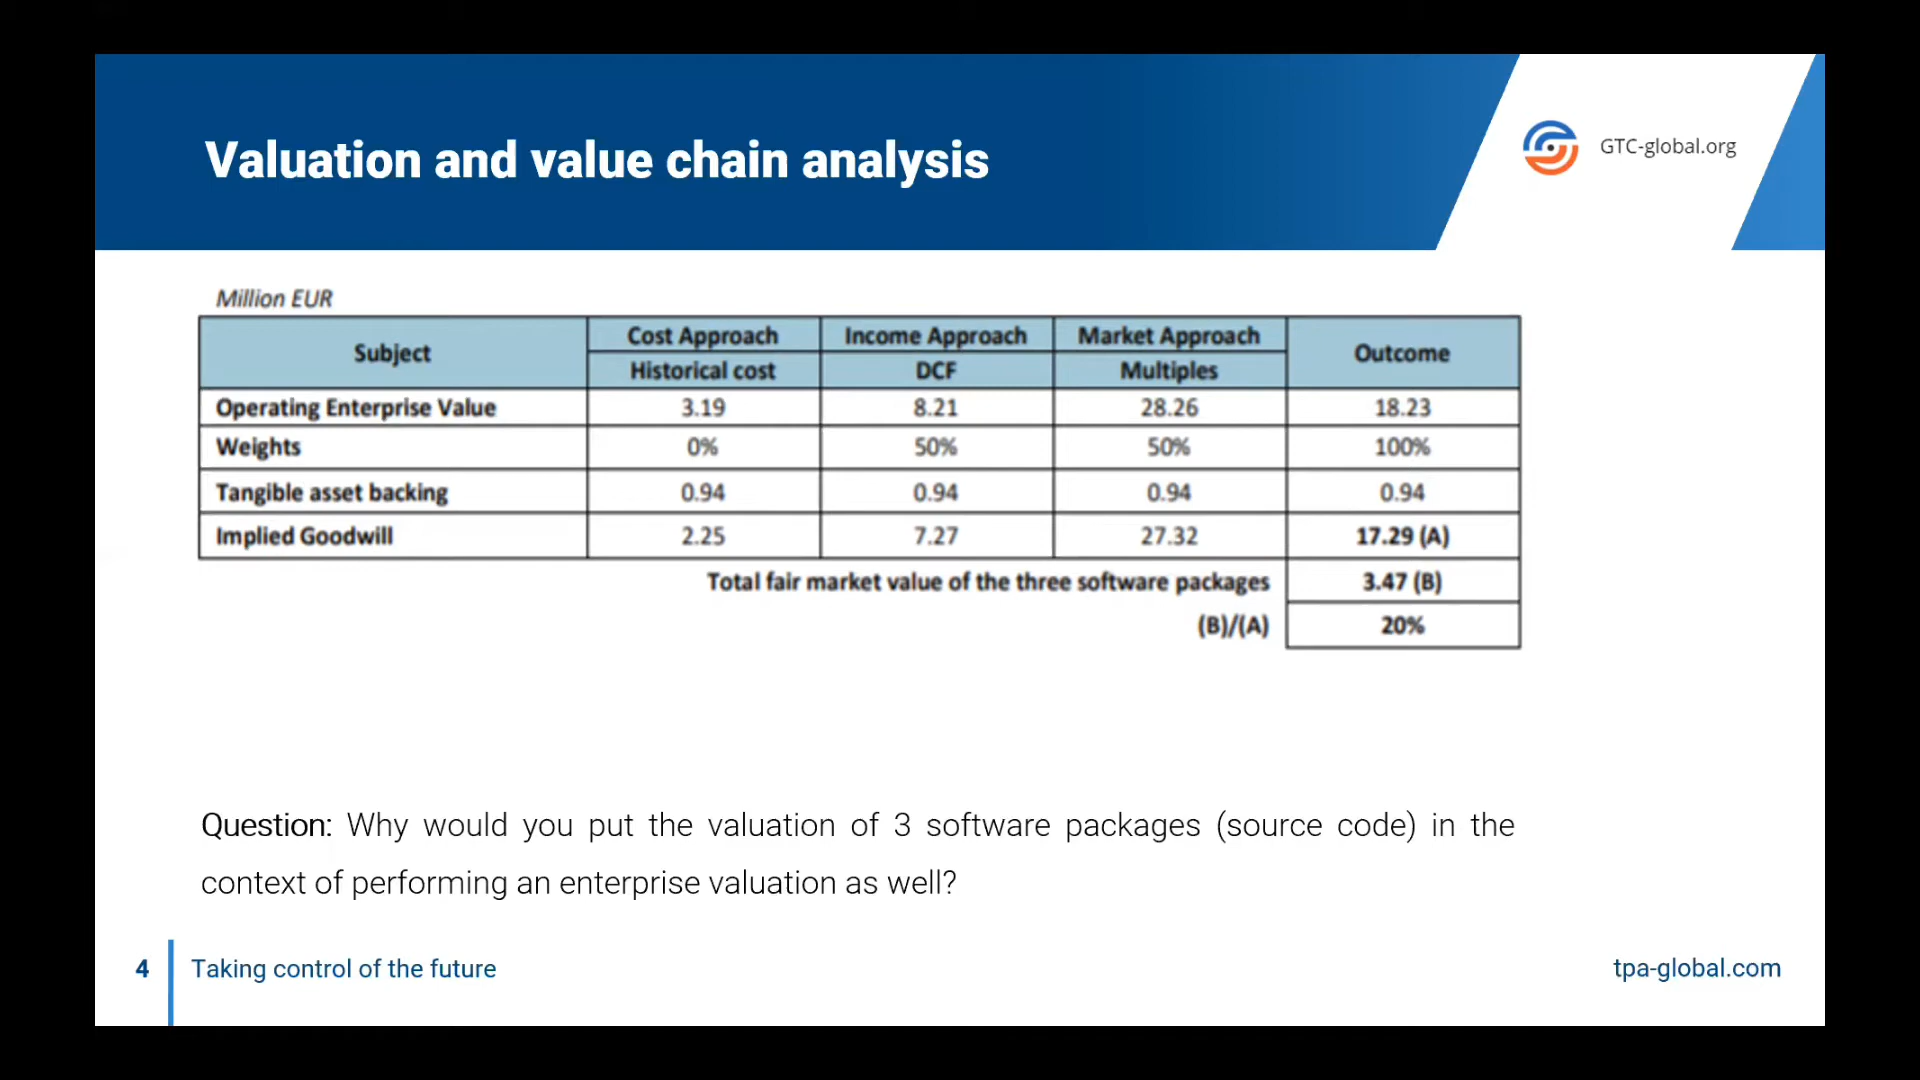 Valuation and value chain analysis
GTC-global.org
Million EUR
Subject Cost Approach Income Approach Market Approach Outcome
Historical cost DCF Multiples
Operating Enterprise Value 3.19 8.21 28.26 18.23
Weights 0% 50% 50% 100%
Tangible asset backing 0.94 0.94 0.94 0.94
Implied Goodwill 2.25 7.27 27.32 17.29 (A)
Total fair market value of the three software packages 3.47 (B)
(B)/(A) 20%
Question: Why would you put the valuation of 3 software packages (source code) in the
context of performing an enterprise valuation as well?
4 Taking control of the future tpa-global.com